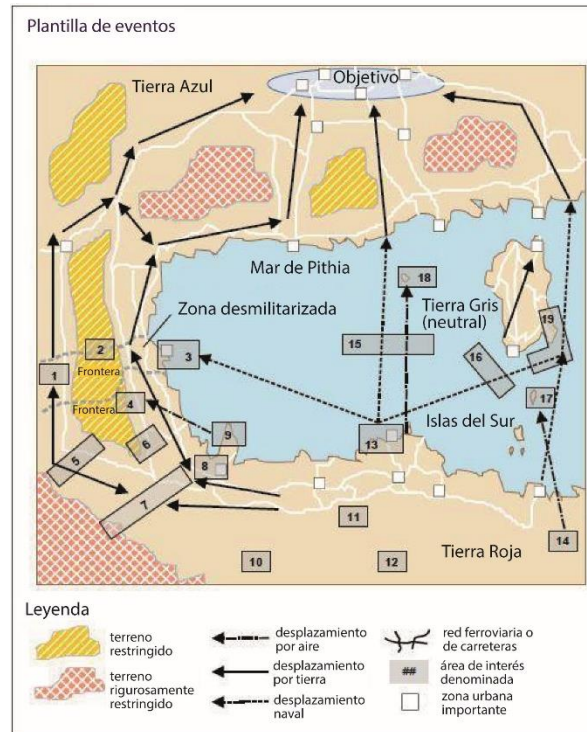 Plantilla de eventos
Tierra Azul
Objetivo
Mar de Pithia
18
Tierra Gris
(neutral)
Zona desmilitarizada
19
15
2
3
16
1
Frontera
4
17
Frontera
9
Islas del Sur
13
5
6
8
7
11
14
Tierra Roja
10
12
Leyenda
terreno
restringido
terreno
rigurosamente
restringido
desplazamiento
por aire
desplazamiento
por tierra
desplazamiento
naval
red ferroviaria o
de carreteras
##
área de interés
denominada
zona urbana
importante